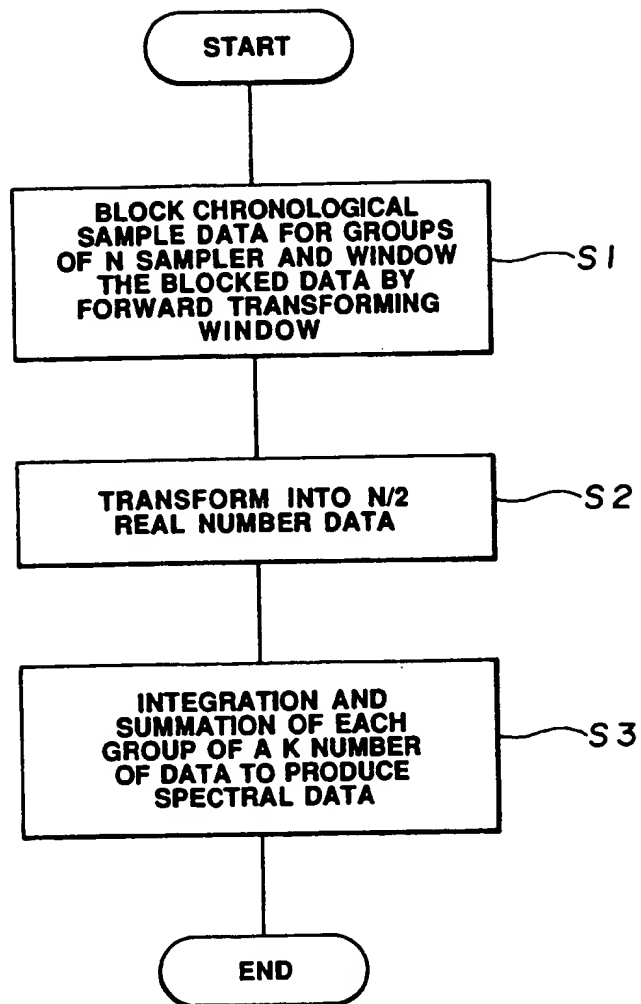 START
BLOCK CHRONOLOGICAL
SAMPLE DATA FOR GROUPS
OF N SAMPLER AND WINDOW
THE BLOCKED DATA BY
FORWARD TRANSFORMING
WINDOW
S1
TRANSFORM INTO N/2
REAL NUMBER DATA
S2
INTEGRATION AND
SUMMATION OF EACH
GROUP OF A K NUMBER
OF DATA TO PRODUCE
SPECTRAL DATA
S3
END